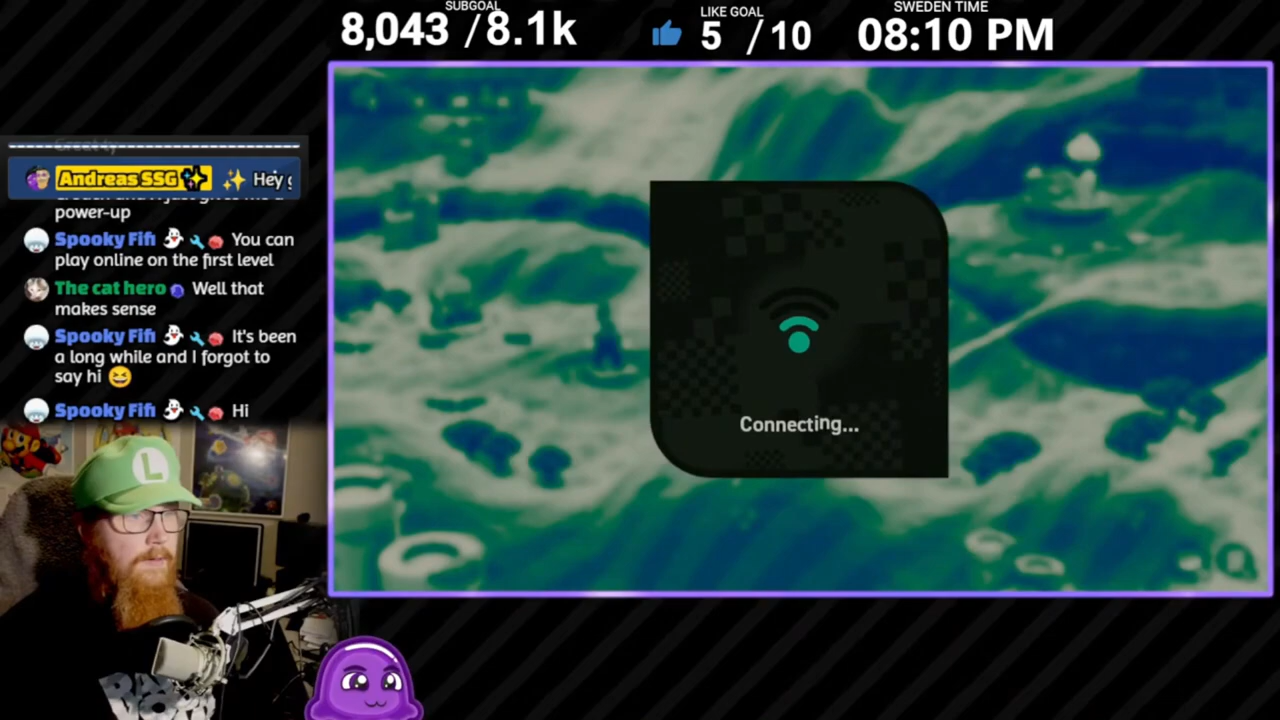 SUBGOAL
8,043 /8.1k
LIKE GOAL
5 /10
SWEDEN TIME
08:10 PM
Andreas SSG ✨ Hey
power-up
Spooky Fifi You can
play online on the first level
The cat hero Well that
makes sense
Spooky Fifi It's been
a long while and I forgot to
say hi 😆
Spooky Fifi Hi
L
Connecting...